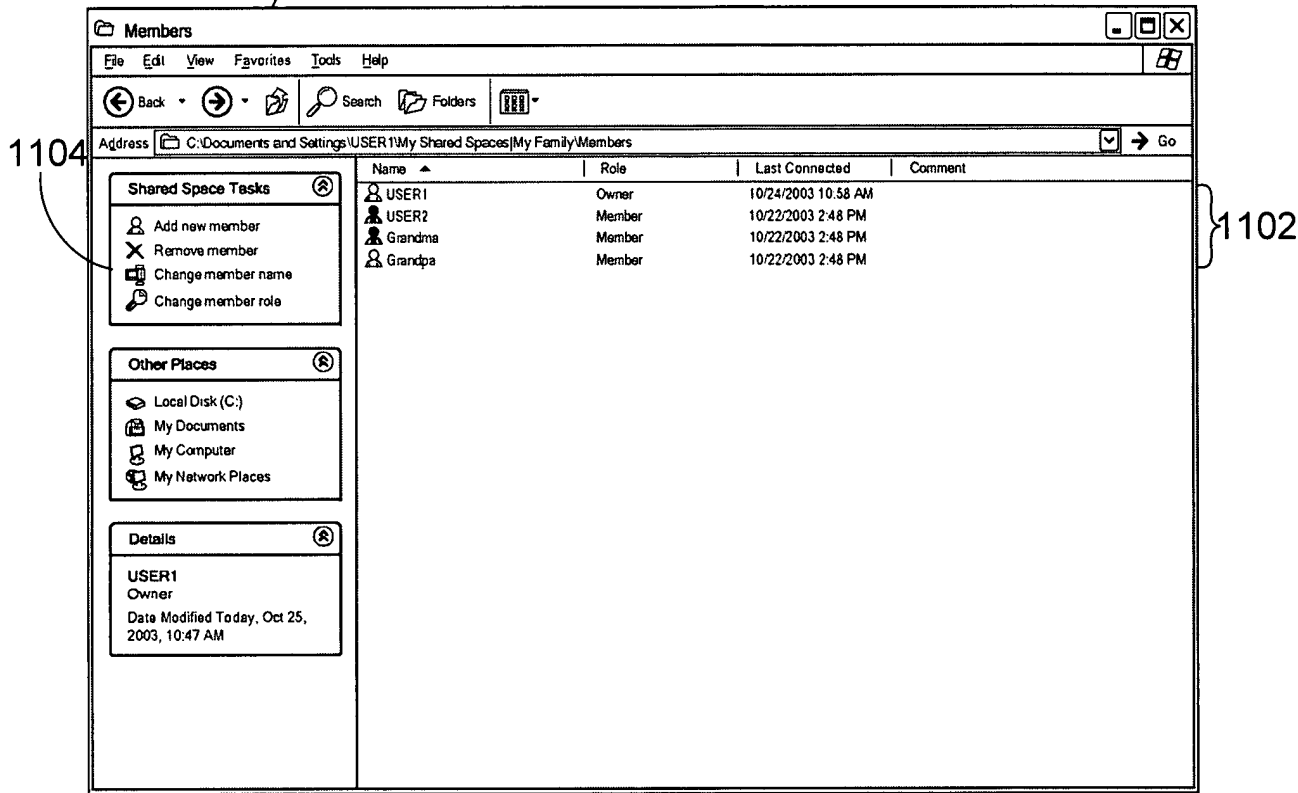 Members
File Edit View Favorites Tools Help
Back Search Folders
Address C:\Documents and Settings\USER1\My Shared Spaces|My Family\Members Go
1104
Name Role Last Connected Comment
USER1 Owner 10/24/2003 10:58 AM
USER2 Member 10/22/2003 2:48 PM
Grandma Member 10/22/2003 2:48 PM
Grandpa Member 10/22/2003 2:48 PM
1102
Shared Space Tasks
Add new member
Remove member
Change member name
Change member role
Other Places
Local Disk (C:)
My Documents
My Computer
My Network Places
Details
USER1
Owner
Date Modified Today, Oct 25,
2003, 10:47 AM